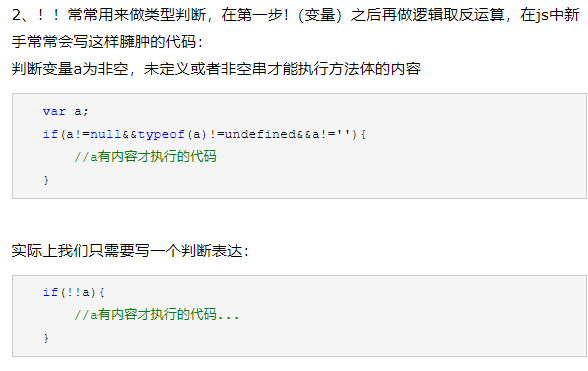 2、！！常常用来做类型判断，在第一步！(变量）之后再做逻辑取反运算，在js中新
手常常会写这样臃肿的代码：
判断变量a为非空，未定义或者非空串才能执行方法体的内容
var a;
if(a!=null&&typeof(a)!=undefined&&a!=''){
//a有内容才执行的代码
}
实际上我们只需要写一个判断表达：
if(!!a){
//a有内容才执行的代码...
}